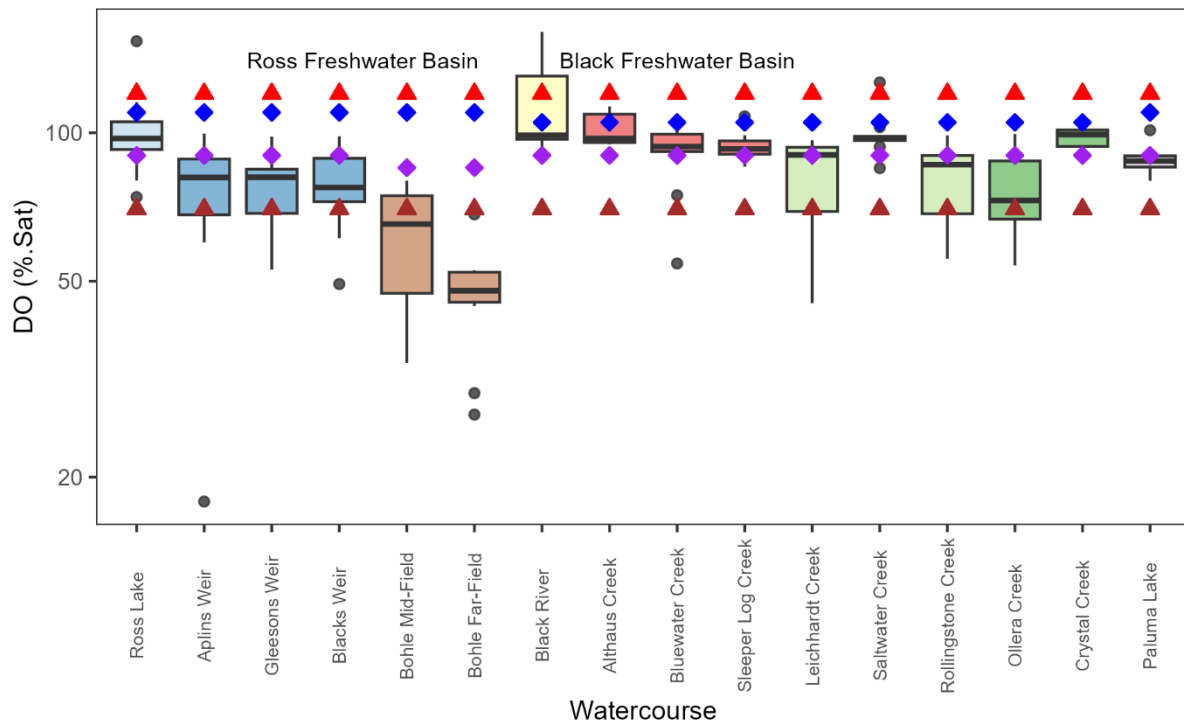 Ross Freshwater Basin
Black Freshwater Basin
DO (%.Sat)
100
50
20
Ross Lake
Aplins Weir
Gleesons Weir
Blacks Weir
Bohle Mid-Field
Bohle Far-Field
Black River
Althaus Creek
Bluewater Creek
Sleeper Log Creek
Leichhardt Creek
Saltwater Creek
Rollingstone Creek
Ollera Creek
Crystal Creek
Paluma Lake
Watercourse